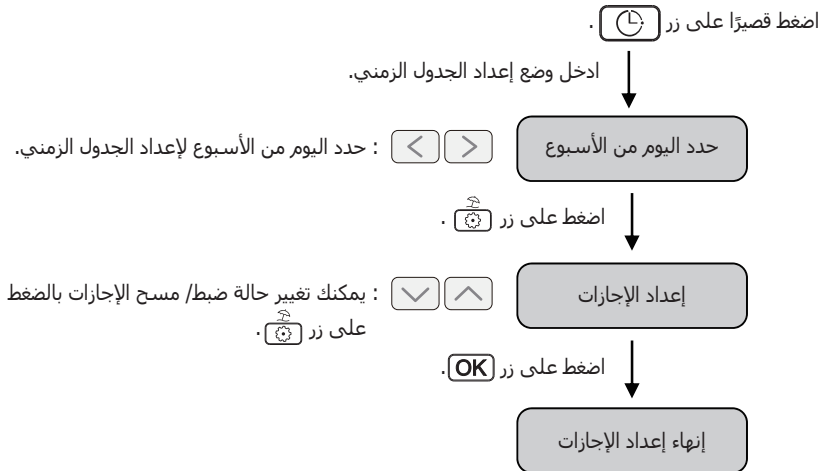 اضغط قصيرًا على زر .
ادخل وضع إعداد الجدول الزمني.
حدد اليوم من الأسبوع
: حدد اليوم من الأسبوع لإعداد الجدول الزمني.
اضغط على زر .
إعداد الإجازات
: يمكنك تغيير حالة ضبط/ مسح الإجازات بالضغط
على زر .
اضغط على زر OK.
إنهاء إعداد الإجازات